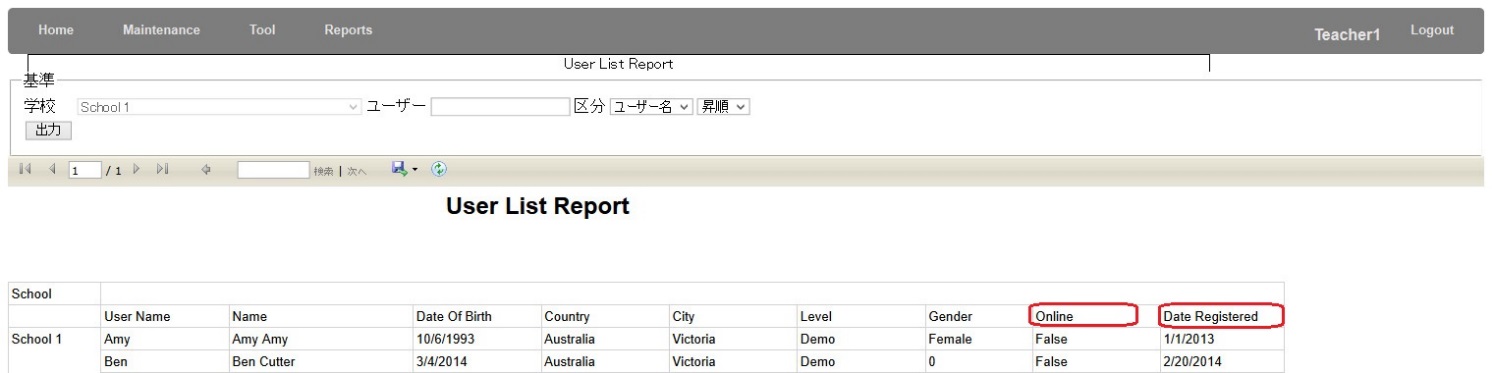 Home Maintenance Tool Reports Teacher1 Logout
User List Report
基準
学校 School 1 ユーザー 区分 ユーザー名 昇順
出力
1 / 1 検索 | 次へ
User List Report
School
User Name Name Date Of Birth Country City Level Gender Online Date Registered
School 1 Amy Amy Amy 10/6/1993 Australia Victoria Demo Female False 1/1/2013
Ben Ben Cutter 3/4/2014 Australia Victoria Demo 0 False 2/20/2014